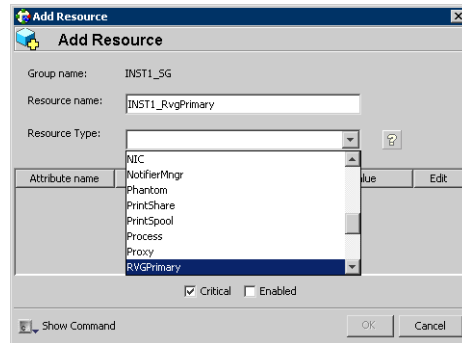 Add Resource
Add Resource
Group name: INST1_SG
Resource name: INST1_RvgPrimary
Resource Type:
NIC
NotifierMngr
Phantom
PrintShare
PrintSpool
Process
Proxy
RVGPrimary
Attribute name Edit
Critical Enabled
Show Command OK Cancel